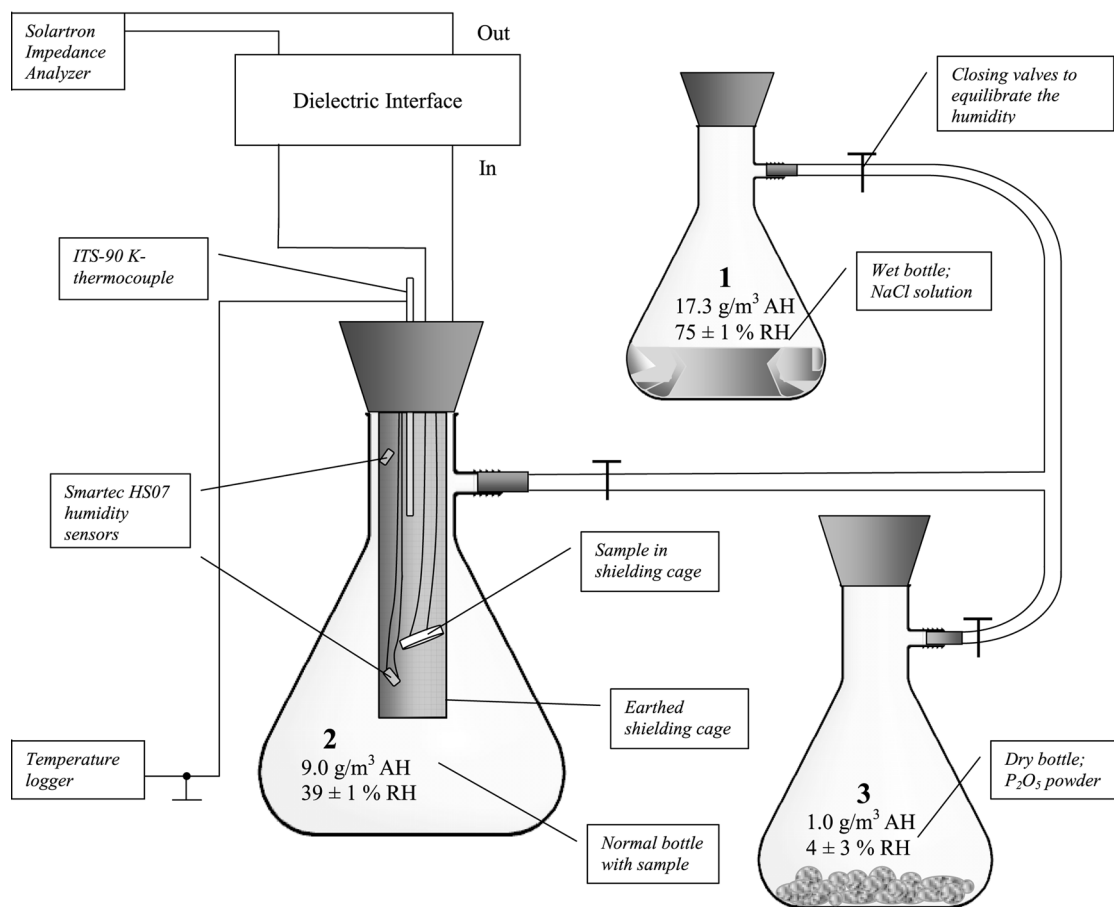 Solartron
Impedance
Analyzer
Out
Dielectric Interface
In
Closing valves to
equilibrate the
humidity
ITS-90 K-
thermocouple
1
17.3 g/m³ AH
75 ± 1 % RH
Wet bottle;
NaCl solution
Smartec HS07
humidity
sensors
Sample in
shielding cage
Earthed
shielding cage
2
9.0 g/m³ AH
39 ± 1 % RH
Temperature
logger
Normal bottle
with sample
3
1.0 g/m³ AH
4 ± 3 % RH
Dry bottle;
P₂O₅ powder